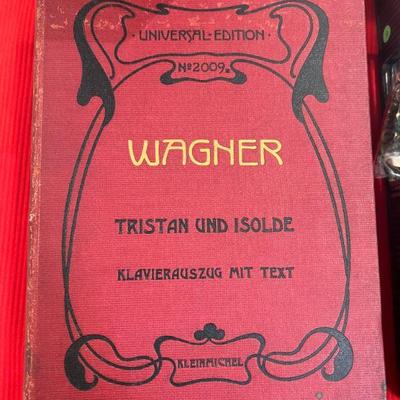 · UNIVERSAL-EDITION ·
Nº 2009.
WAGNER
TRISTAN UND ISOLDE
KLAVIERAUSZUG MIT TEXT
KLEINMICHEL